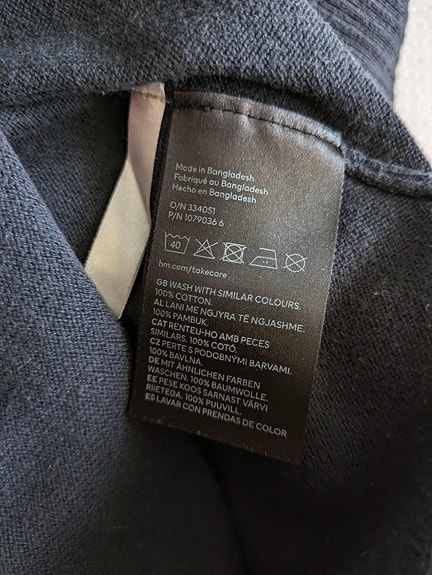 Made in Bangladesh
Fabriqué au Bangladesh
Hecho en Bangladesh
O/N 334051
P/N 1079036 6
40
hm.com/takecare
GB WASH WITH SIMILAR COLOURS.
100% COTTON.
AL LANI ME NGJYRA TË NGJASHME.
100% PAMBUK.
CAT RENTEU-HO AMB PECES
SIMILARS. 100% COTÓ.
CZ PERTE S PODOBNÝMI BARVAMI.
100% BAVLNA.
DE MIT ÄHNLICHEN FARBEN
WASCHEN. 100% BAUMWOLLE.
EE PESE KOOS SARNAST VÄRVI
RIIETEGA. 100% PUUVILL.
ES LAVAR CON PRENDAS DE COLOR